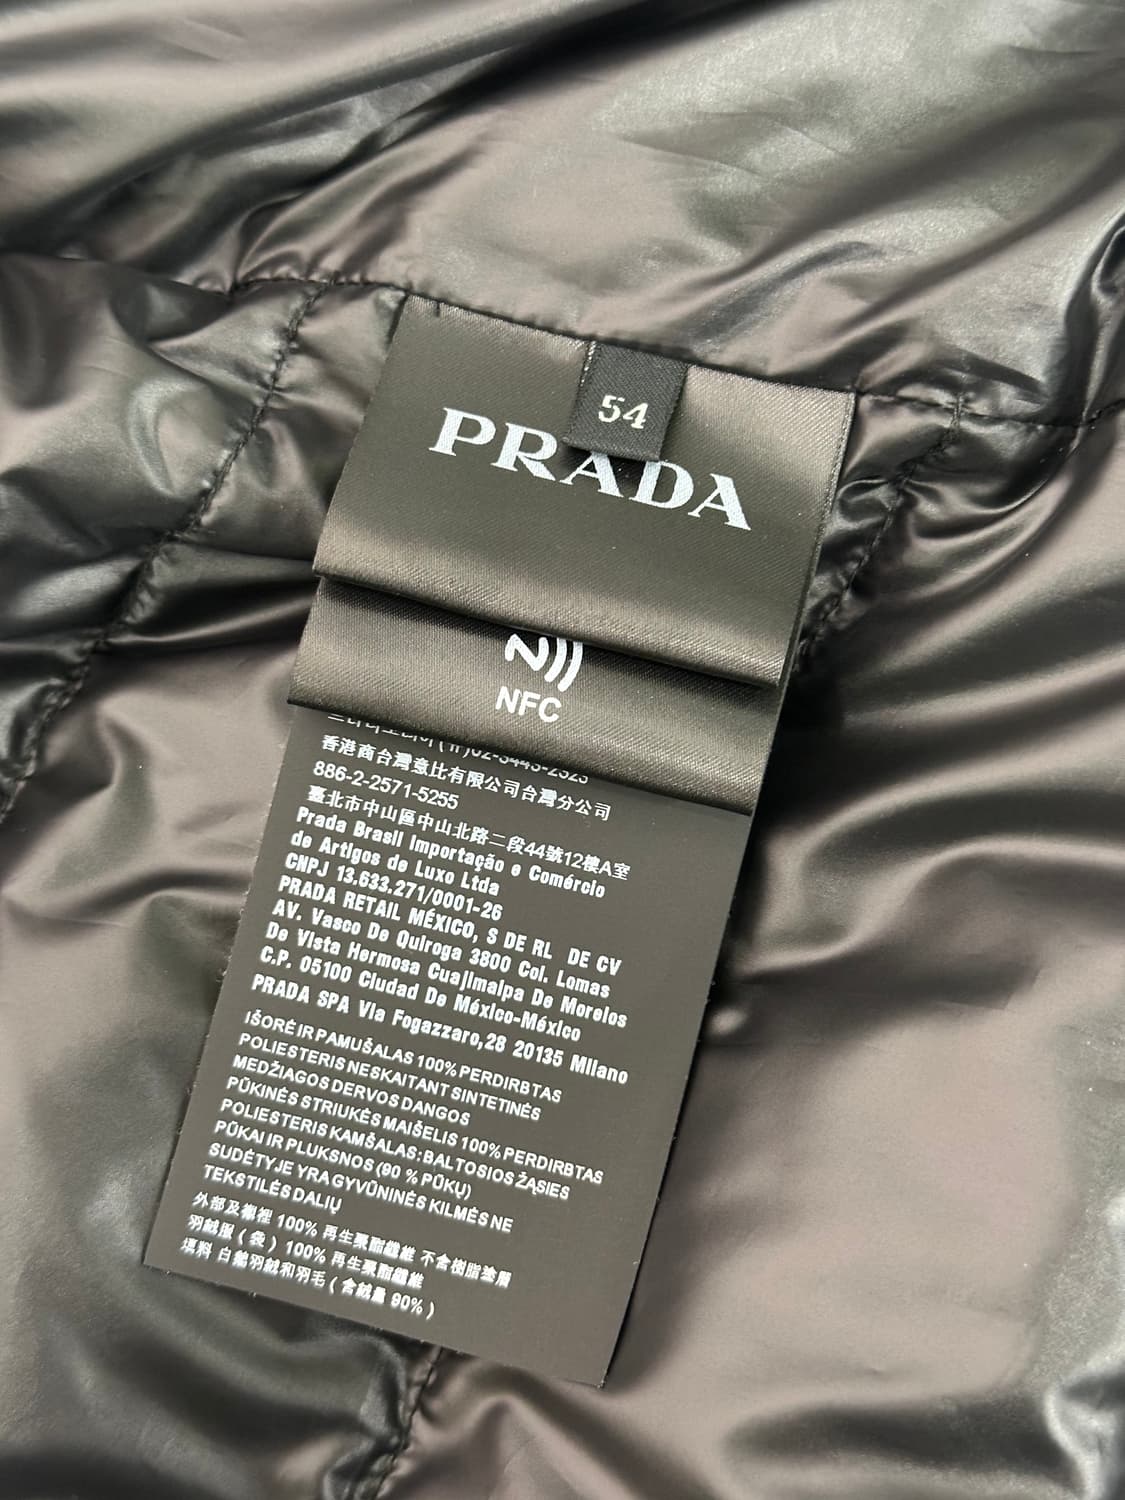 54
PRADA
NFC
(유)02-3443-2323
香港商台灣意比有限公司台灣分公司
886-2-2571-5255
臺北市中山區中山北路二段44號12樓A室
Prada Brasil Importação e Comércio
de Artigos de Luxo Ltda
CNPJ 13.633.271/0001-26
PRADA RETAIL MÉXICO, S DE RL DE CV
AV. Vasco De Quiroga 3800 Col. Lomas
De Vista Hermosa Cuajimalpa De Morelos
C.P. 05100 Ciudad De México-México
PRADA SPA Via Fogazzaro,28 20135 Milano
IŠORĖ IR PAMUŠALAS 100% PERDIRBTAS
POLIESTERIS NESKAITANT SINTETINĖS
MEDŽIAGOS DERVOS DANGOS
PŪKINĖS STRIUKĖS MAIŠELIS 100% PERDIRBTAS
POLIESTERIS KAMŠALAS: BALTOSIOS ŽĄSIES
PŪKAI IR PLUKSNOS (90 % PŪKŲ)
SUDĖTYJE YRA GYVŪNINĖS KILMĖS NE
TEKSTILĖS DALIŲ
外部及襯裡 100% 再生聚酯纖維 不含樹脂塗層
羽絨服 (袋) 100% 再生聚酯纖維
填料 白鵝羽絨和羽毛 (含絨量 90%)